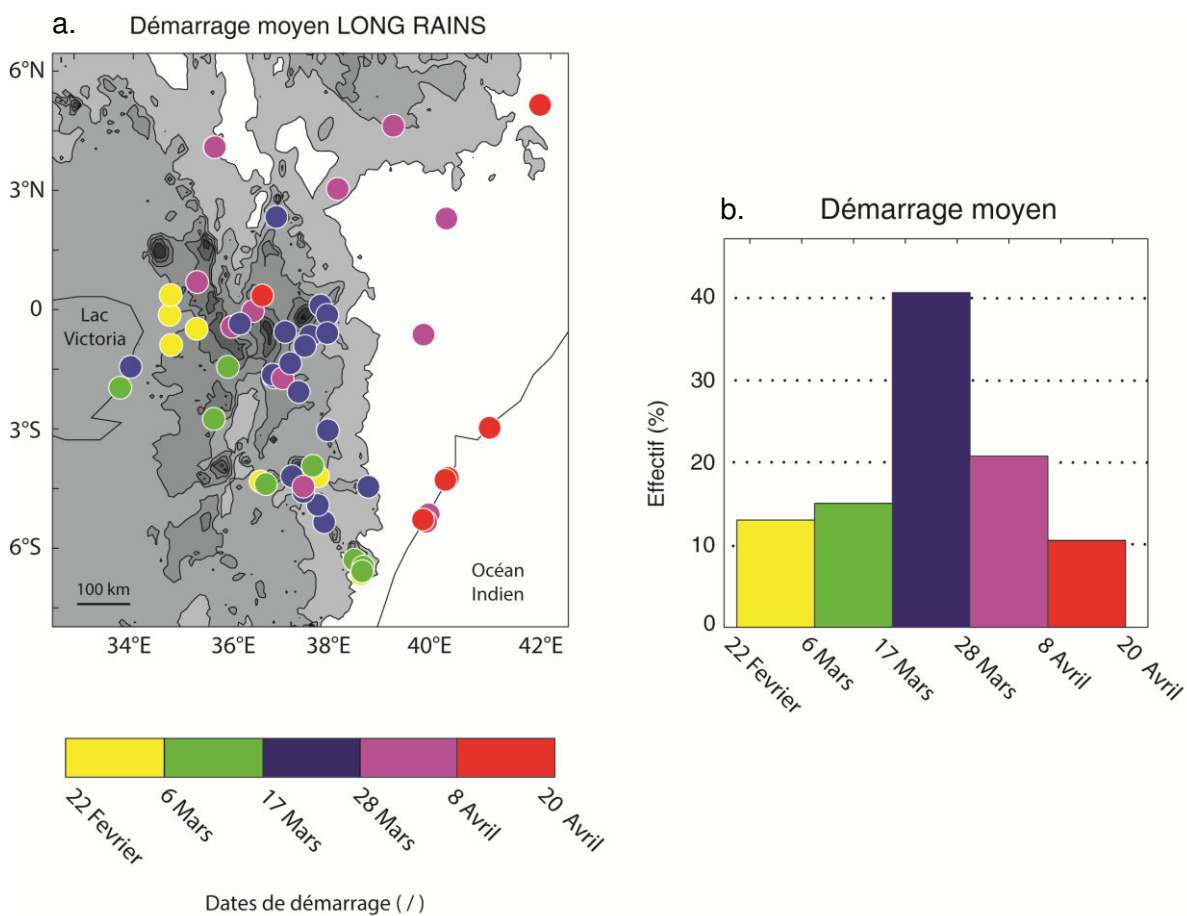 a. Démarrage moyen LONG RAINS
6°N
3°N
0
3°S
6°S
Lac
Victoria
100 km
Océan
Indien
34°E 36°E 38°E 40°E 42°E
22 Fevrier 6 Mars 17 Mars 28 Mars 8 Avril 20 Avril
Dates de démarrage ( / )
b. Démarrage moyen
Effectif (%)
40
30
20
10
0
22 Fevrier 6 Mars 17 Mars 28 Mars 8 Avril 20 Avril